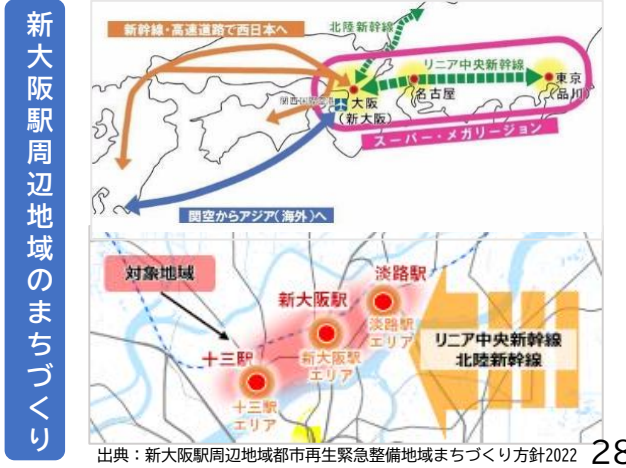 新大阪駅周辺地域のまちづくり
新幹線・高速道路で西日本へ
北陸新幹線
リニア中央新幹線
関西国際空港
大阪
(新大阪)
名古屋
東京
(品川)
スーパー・メガリージョン
関空からアジア(海外)へ
対象地域
淡路駅
新大阪駅
淡路駅
エリア
十三駅
新大阪駅
エリア
リニア中央新幹線
北陸新幹線
十三駅
エリア
出典:新大阪駅周辺地域都市再生緊急整備地域まちづくり方針2022
28